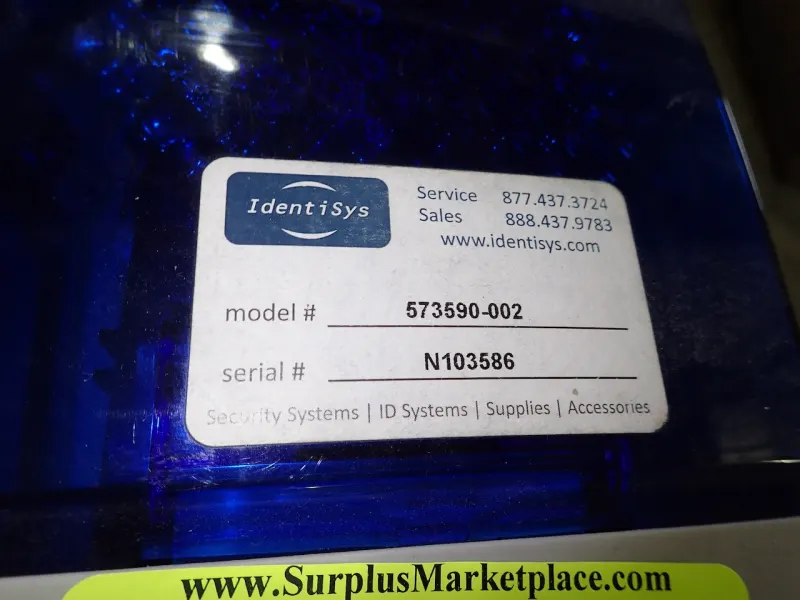 IdentiSys
Service 877.437.3724
Sales 888.437.9783
www.identisys.com
model # 573590-002
serial # N103586
Security Systems | ID Systems | Supplies | Accessories
www.SurplusMarketplace.com